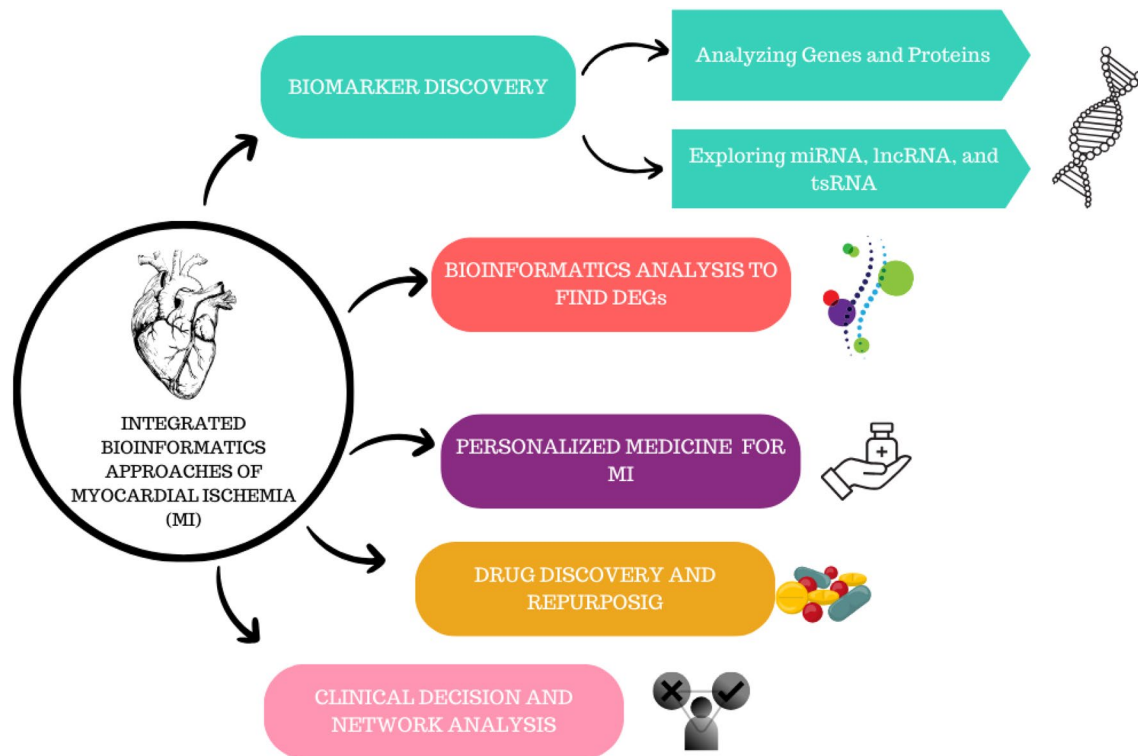 BIOMARKER DISCOVERY
Analyzing Genes and Proteins
Exploring miRNA, lncRNA, and
tsRNA
INTEGRATED
BIOINFORMATICS
APPROACHES OF
MYOCARDIAL ISCHEMIA
(MI)
BIOINFORMATICS ANALYSIS TO
FIND DEGs
PERSONALIZED MEDICINE FOR
MI
DRUG DISCOVERY AND
REPURPOSIG
CLINICAL DECISION AND
NETWORK ANALYSIS